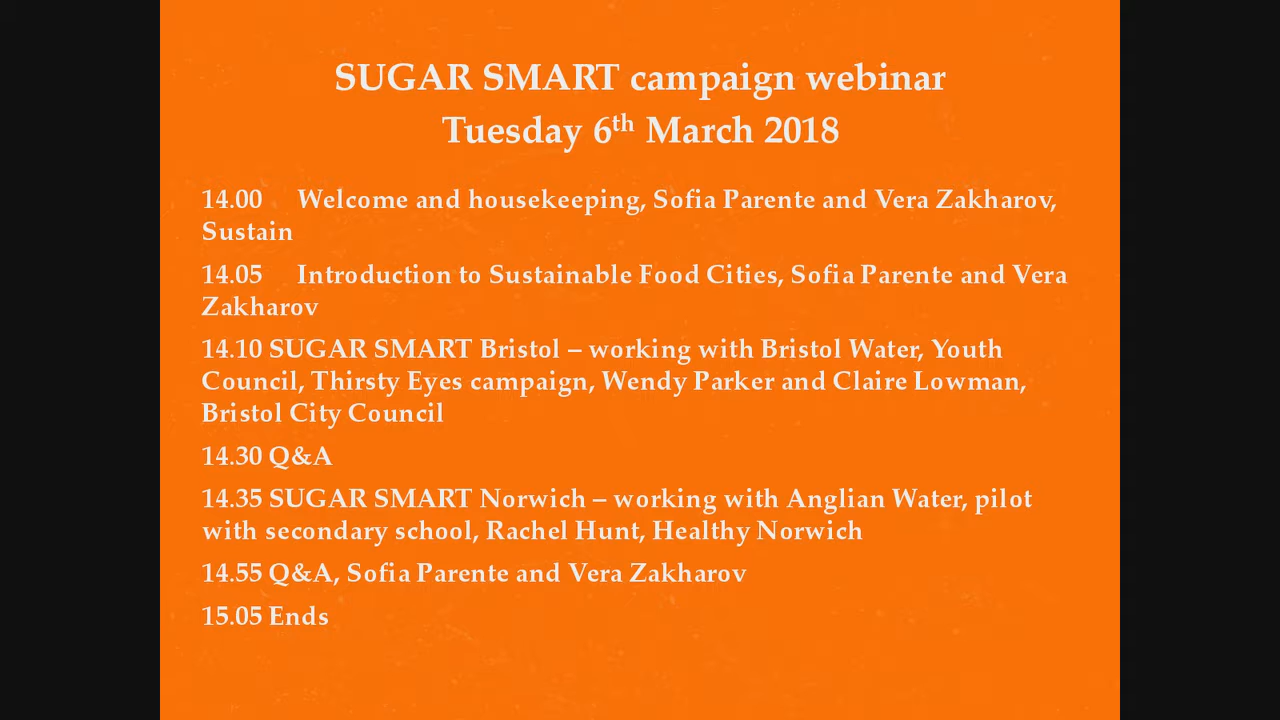 SUGAR SMART campaign webinar
Tuesday 6th March 2018
14.00 Welcome and housekeeping, Sofia Parente and Vera Zakharov,
Sustain
14.05 Introduction to Sustainable Food Cities, Sofia Parente and Vera
Zakharov
14.10 SUGAR SMART Bristol – working with Bristol Water, Youth
Council, Thirsty Eyes campaign, Wendy Parker and Claire Lowman,
Bristol City Council
14.30 Q&A
14.35 SUGAR SMART Norwich – working with Anglian Water, pilot
with secondary school, Rachel Hunt, Healthy Norwich
14.55 Q&A, Sofia Parente and Vera Zakharov
15.05 Ends